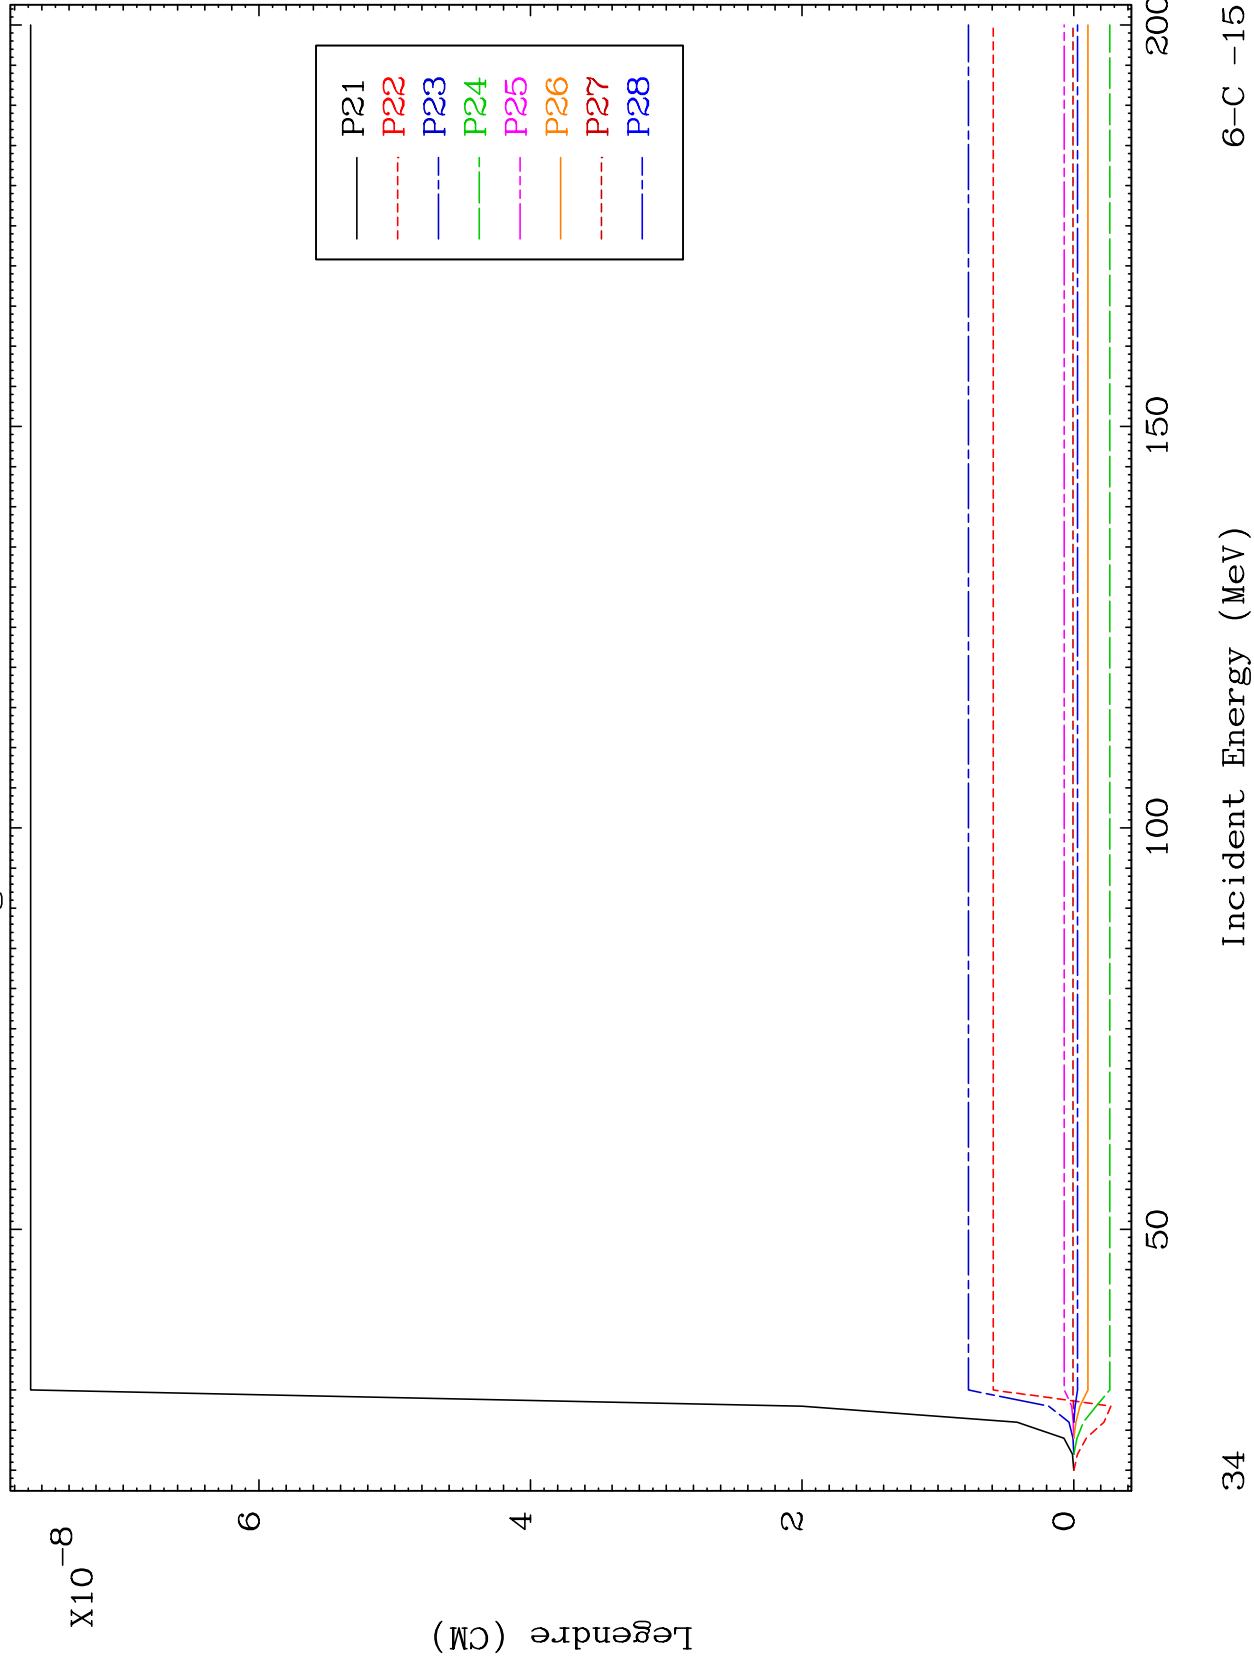 X10-8
Legendre (CM)
6
4
2
0
P21
P22
P23
P24
P25
P26
P27
P28
50
100
150
200
Incident Energy (MeV)
34
6-C -15